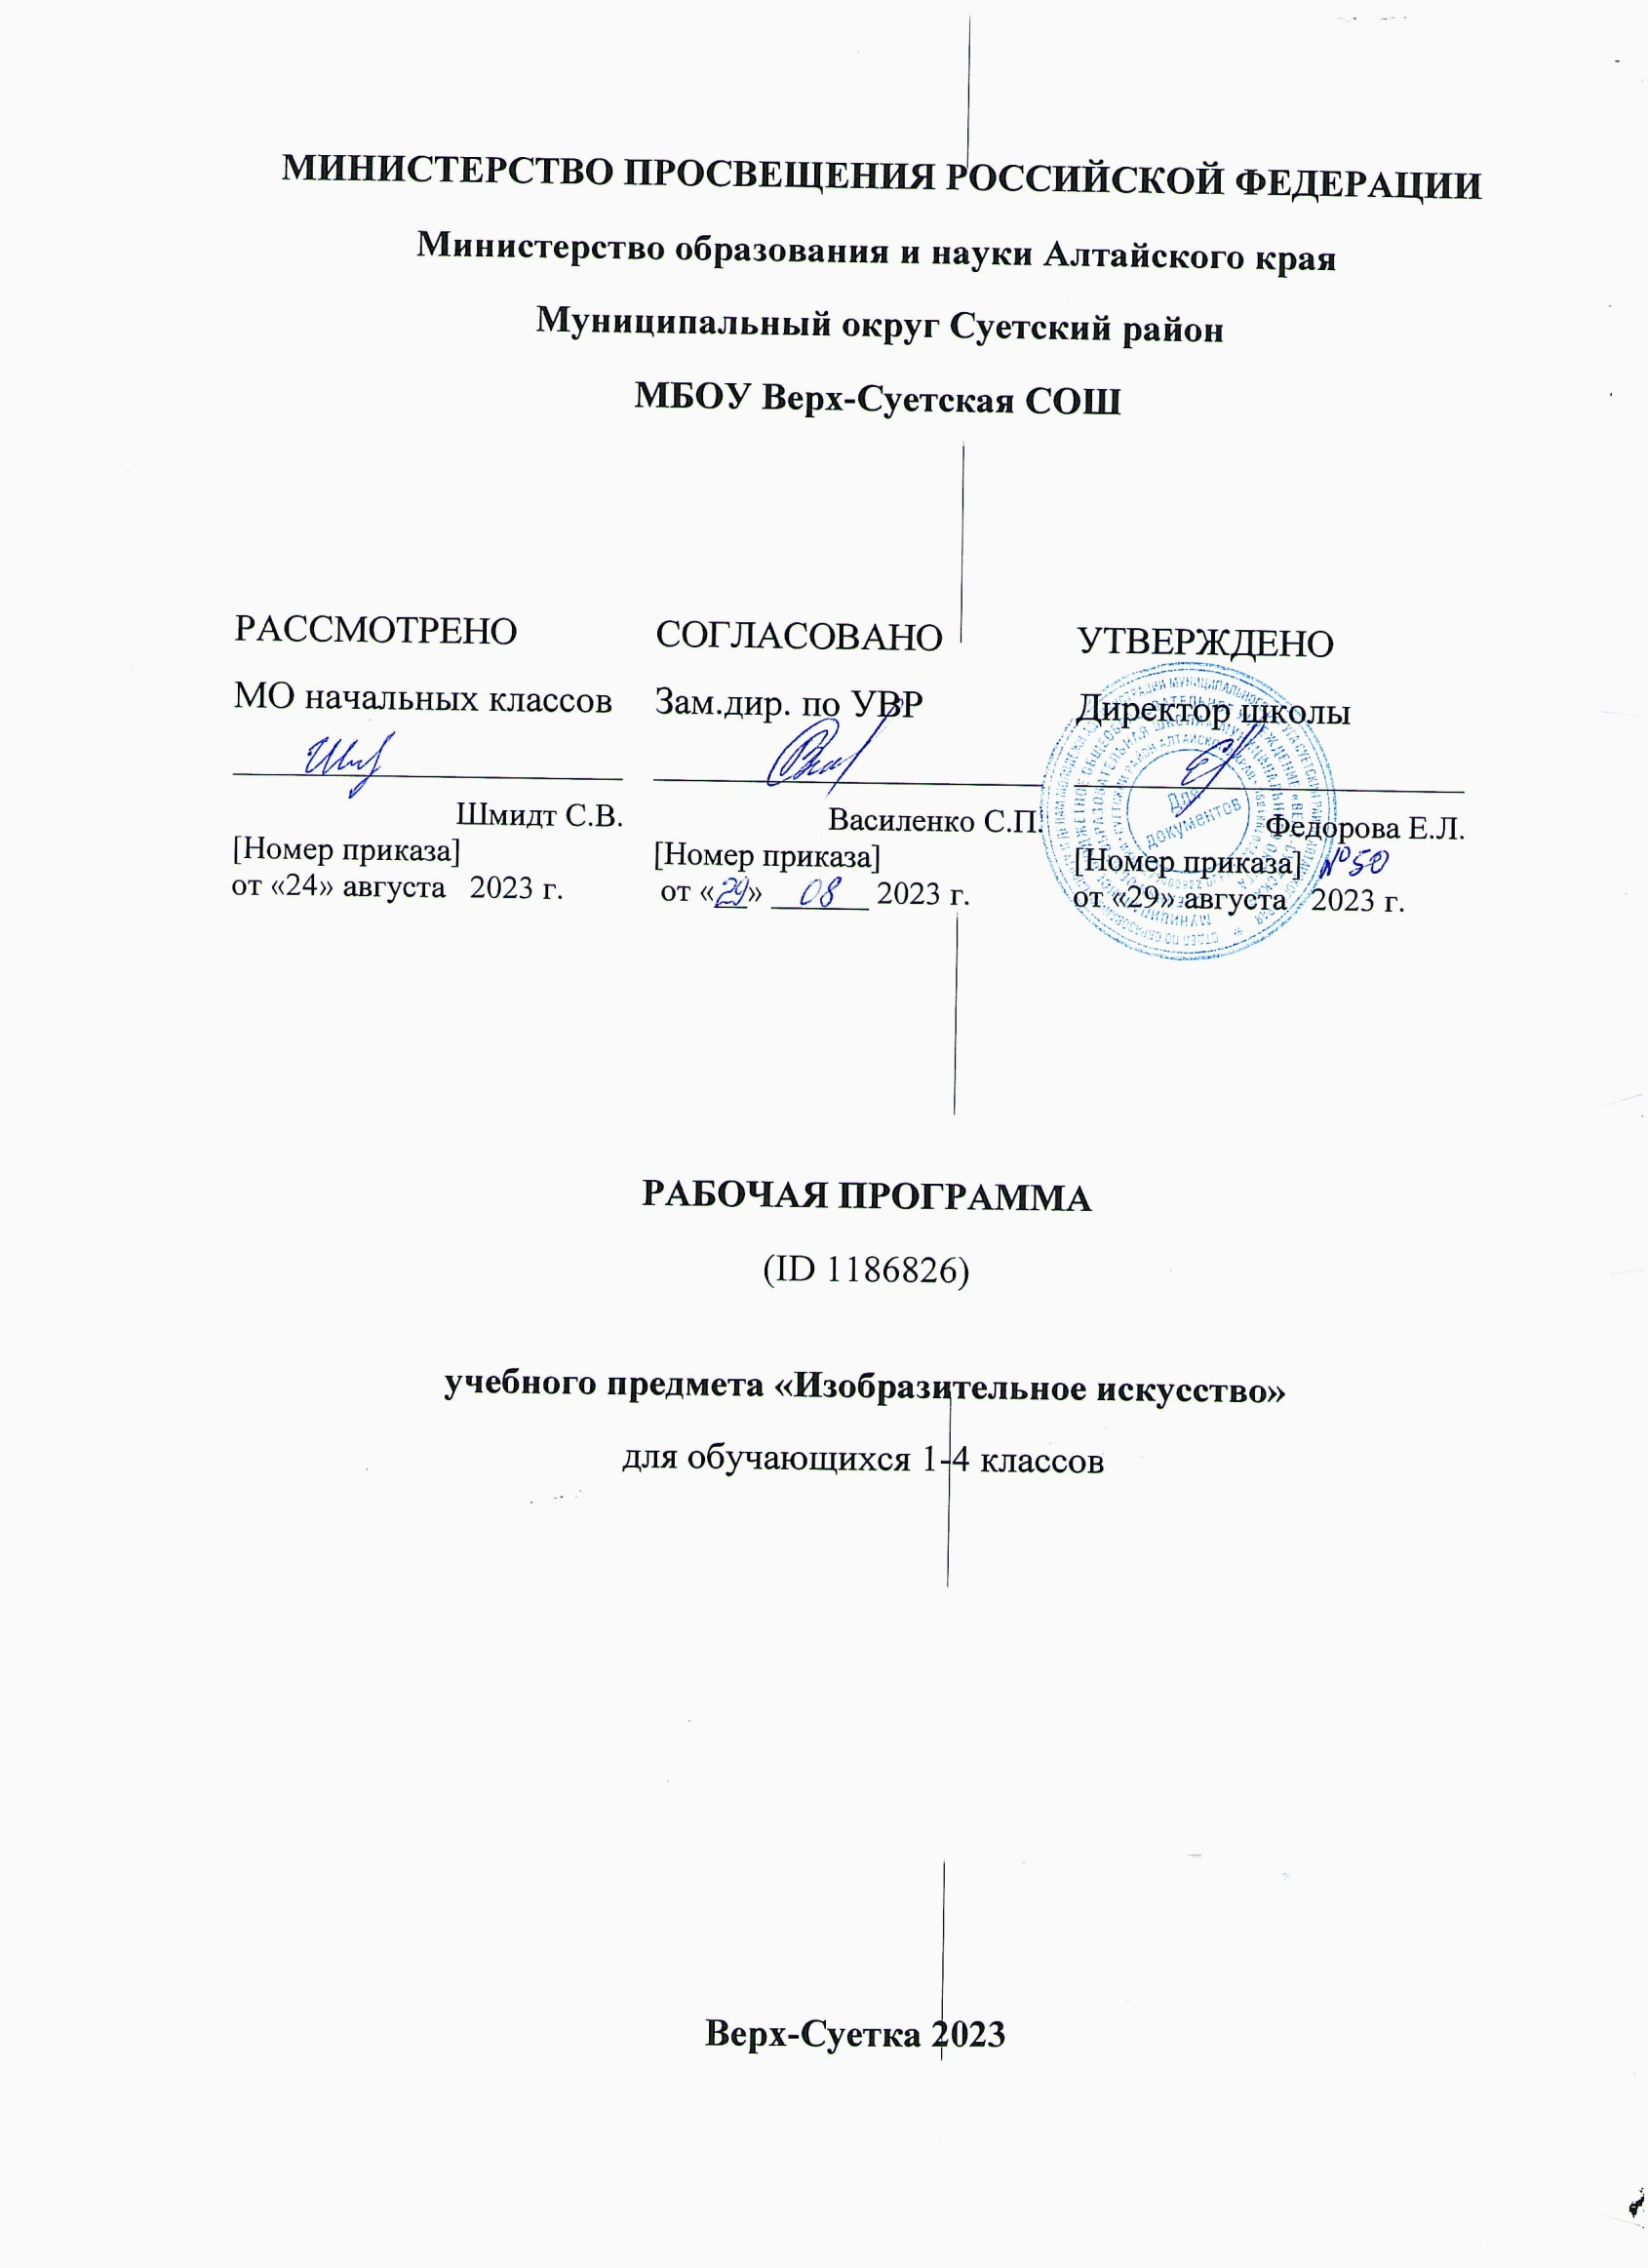 МИНИСТЕРСТВО ПРОСВЕЩЕНИЯ РОССИЙСКОЙ ФЕДЕРАЦИИ
Министерство образования и науки Алтайского края
Муниципальный округ Суетский район
МБОУ Верх-Суетская СОШ
РАССМОТРЕНО
МО начальных классов
Шмидт С.В.
[Номер приказа]
от «24» августа 2023 г.
СОГЛАСОВАНО
Зам.дир. по УВР
Василенко С.П.
[Номер приказа]
от «29» 08 2023 г.
УТВЕРЖДЕНО
Директор школы
Федорова Е.Л.
[Номер приказа] №50
от «29» августа 2023 г.
Для
документов
РАБОЧАЯ ПРОГРАММА
(ID 1186826)
учебного предмета «Изобразительное искусство»
для обучающихся 1-4 классов
Верх-Суетка 2023